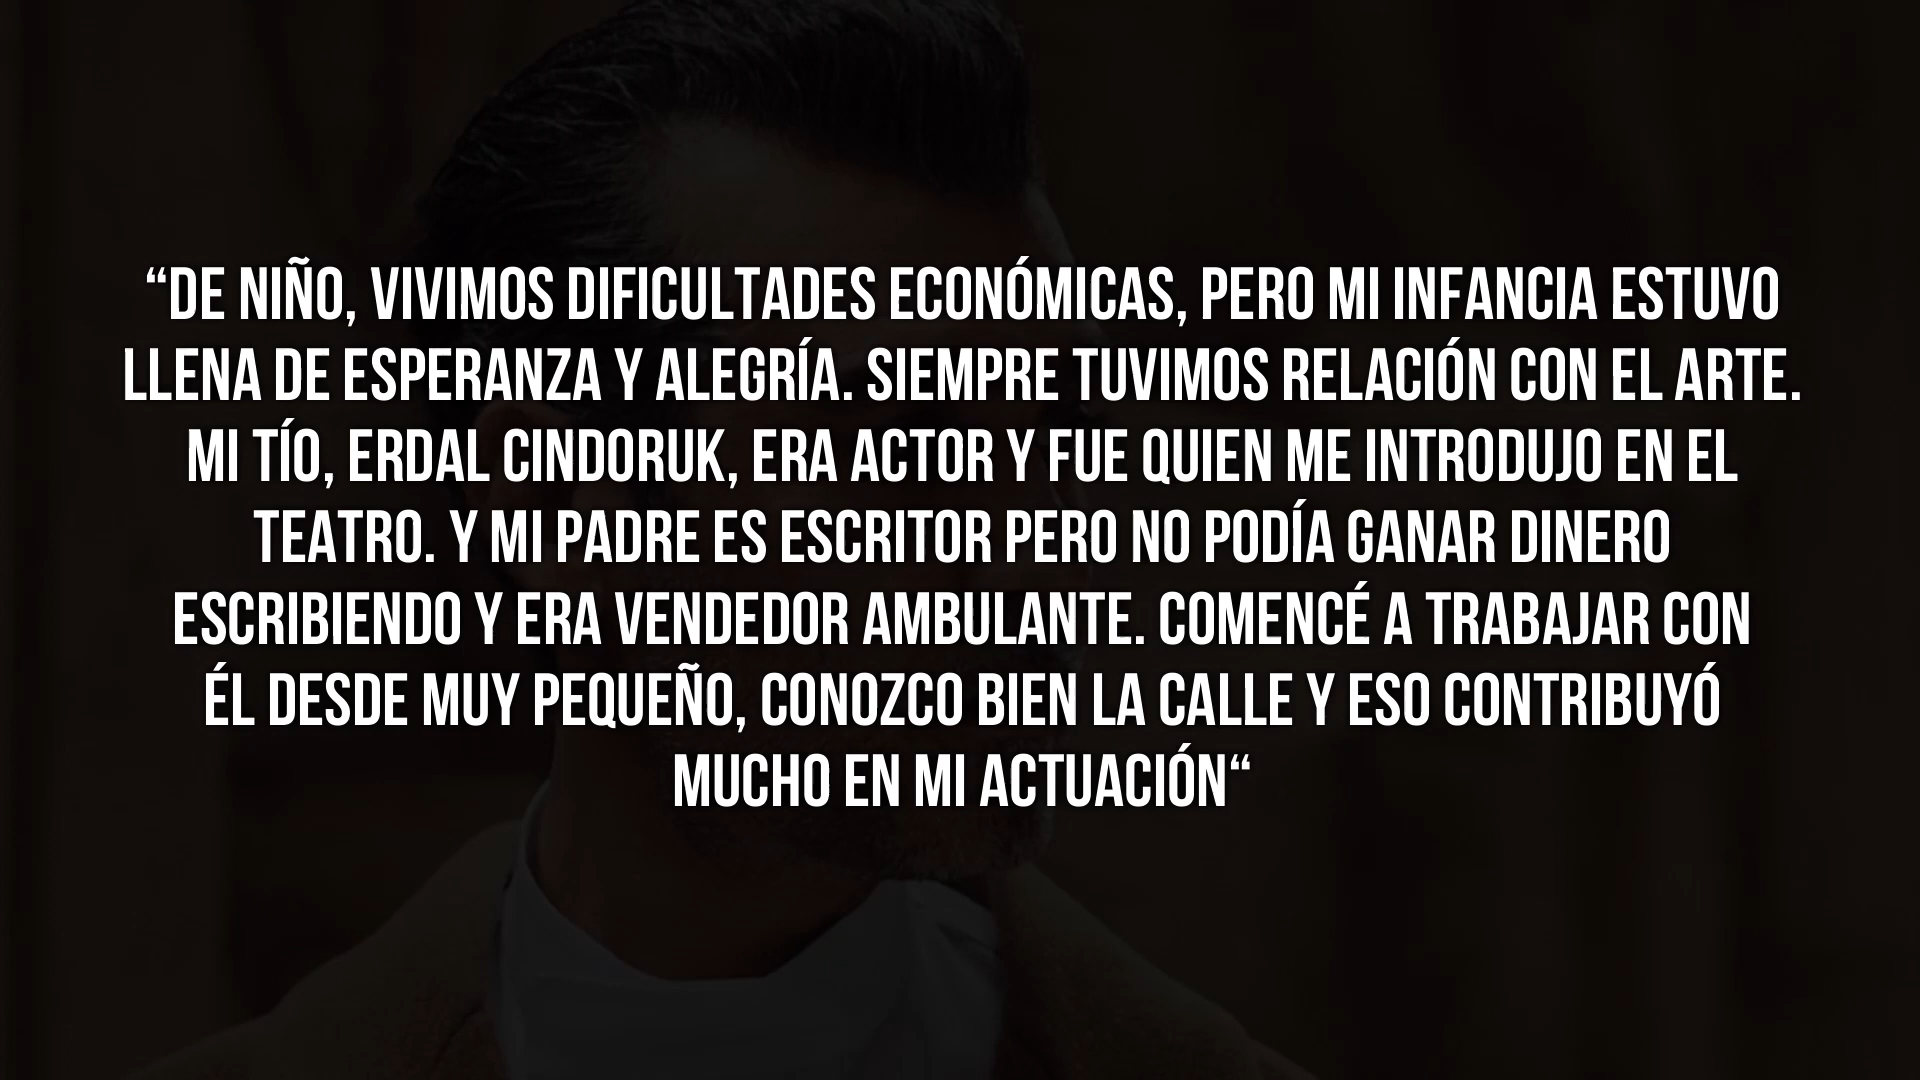 “DE NIÑO, VIVIMOS DIFICULTADES ECONÓMICAS, PERO MI INFANCIA ESTUVO
LLENA DE ESPERANZA Y ALEGRÍA. SIEMPRE TUVIMOS RELACIÓN CON EL ARTE.
MI TÍO, ERDAL CINDORUK, ERA ACTOR Y FUE QUIEN ME INTRODUJO EN EL
TEATRO. Y MI PADRE ES ESCRITOR PERO NO PODÍA GANAR DINERO
ESCRIBIENDO Y ERA VENDEDOR AMBULANTE. COMENCÉ A TRABAJAR CON
ÉL DESDE MUY PEQUEÑO, CONOZCO BIEN LA CALLE Y ESO CONTRIBUYÓ
MUCHO EN MI ACTUACIÓN“